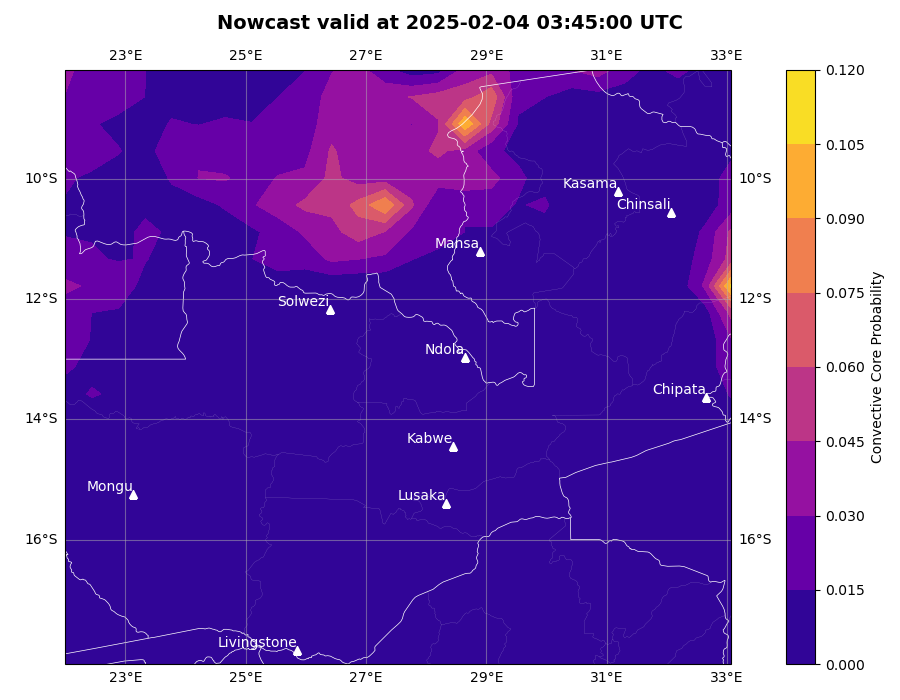 Nowcast valid at 2025-02-04 03:45:00 UTC
23°E 25°E 27°E 29°E 31°E 33°E
0.120
0.105
10°S 10°S
Kasama
Chinsali
0.090
Mansa
12°S 12°S
0.075
Solwezi
Convective Core Probability
Ndola
0.060
Chipata
14°S 14°S
0.045
Kabwe
Mongu
Lusaka
0.030
16°S 16°S
0.015
Livingstone
0.000
23°E 25°E 27°E 29°E 31°E 33°E